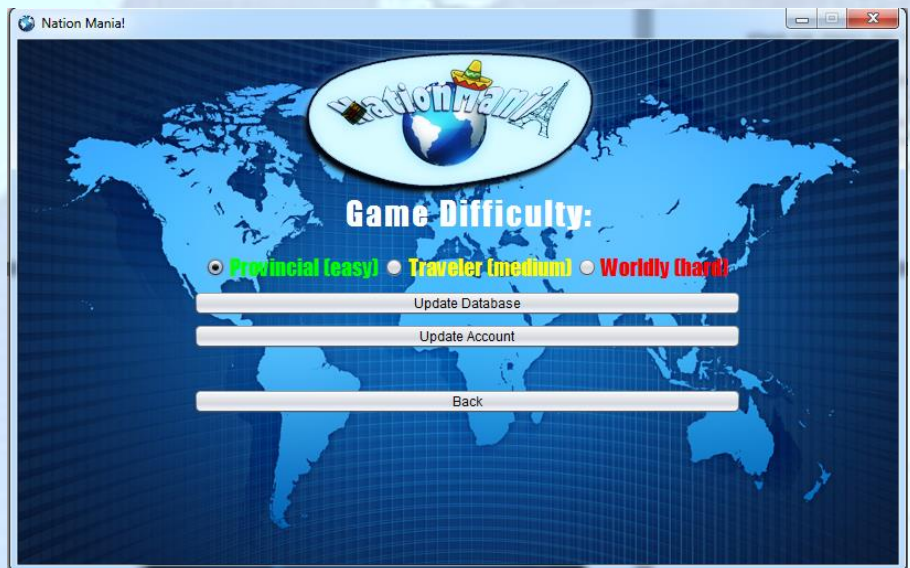 Nation Mania!
NationMania
Game Difficulty:
Provincial (easy) Traveler (medium) Worldly (hard)
Update Database
Update Account
Back